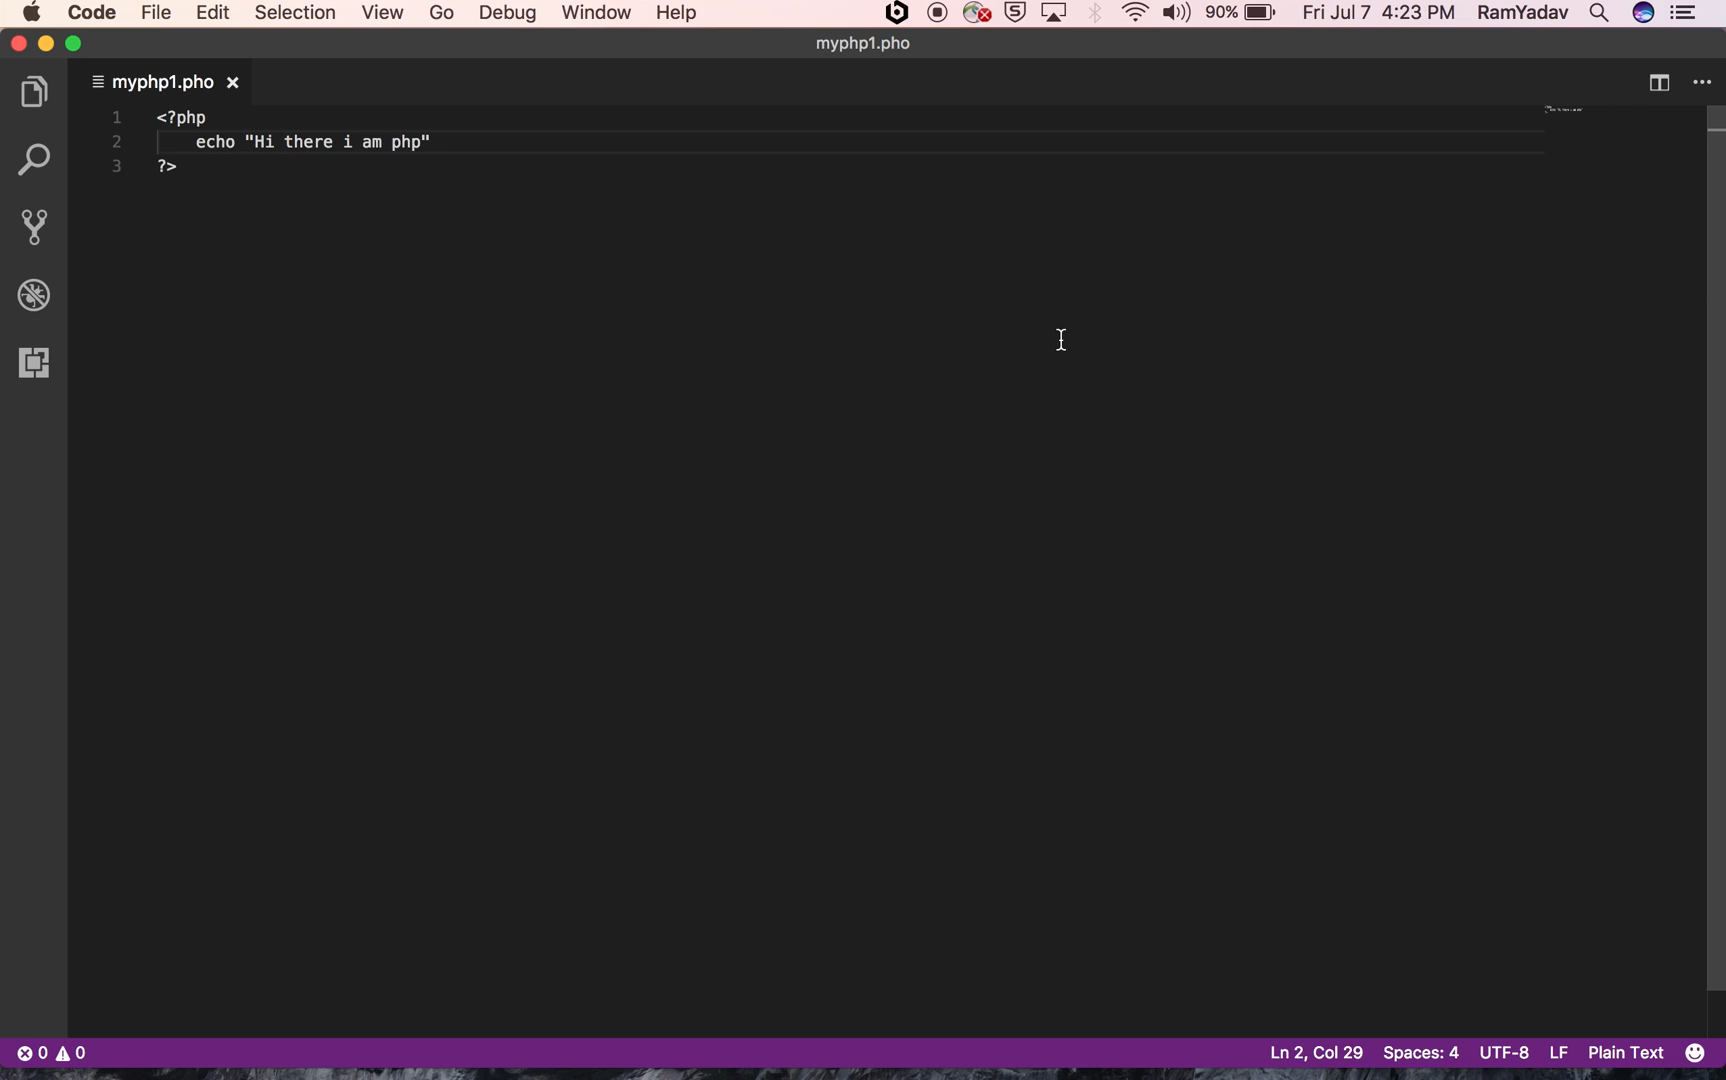 Code File Edit Selection View Go Debug Window Help 90% Fri Jul 7 4:23 PM RamYadav
myphp1.pho
myphp1.pho
1 <?php
2 echo "Hi there i am php"
3 ?>
0 0 Ln 2, Col 29 Spaces: 4 UTF-8 LF Plain Text